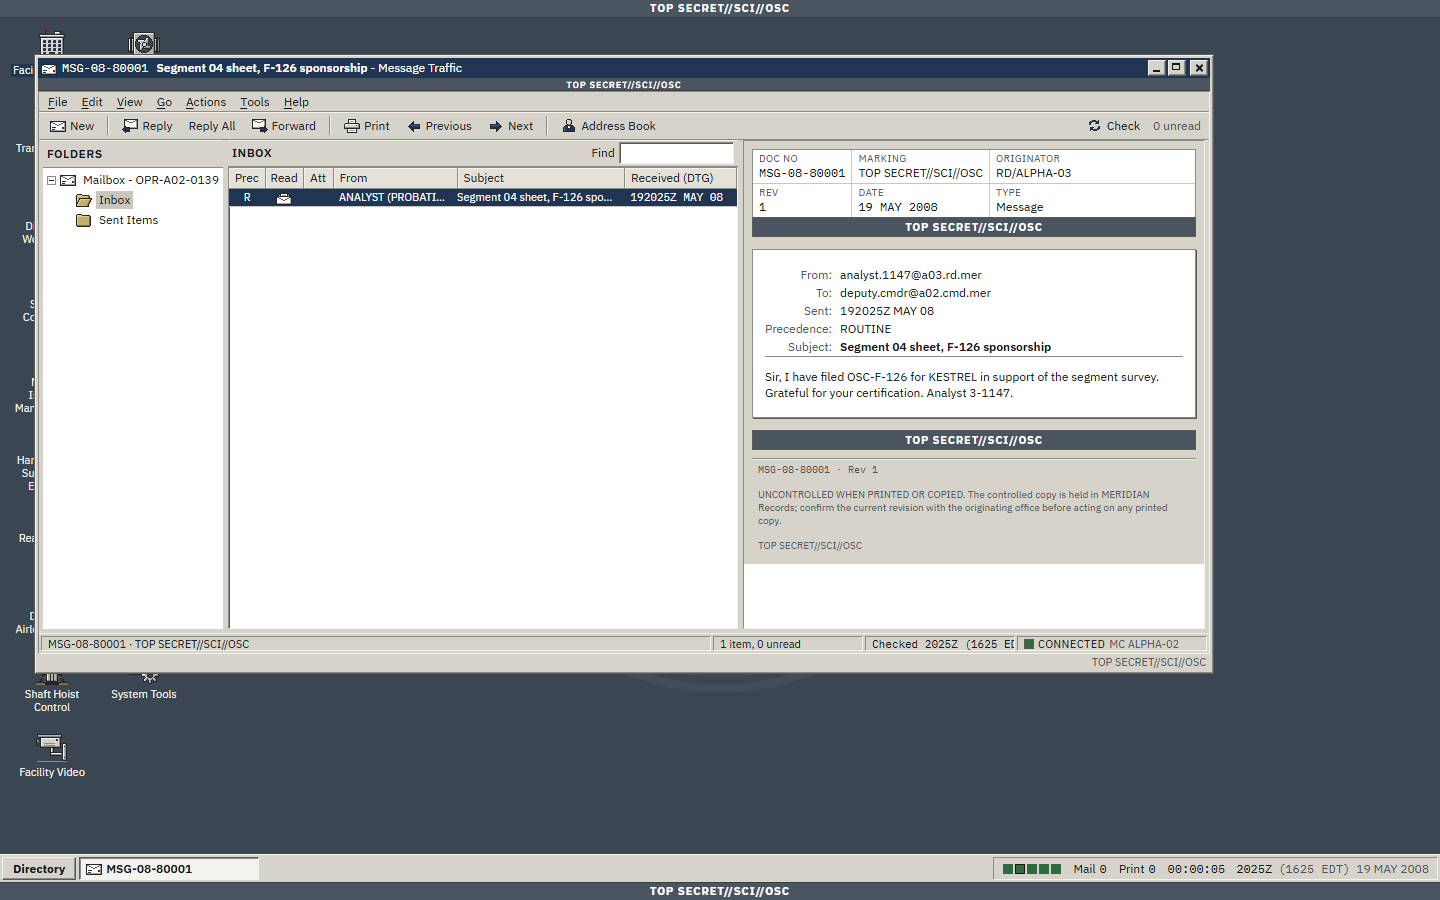 TOP SECRET//SCI//OSC
MSG-08-80001 Segment 04 sheet, F-126 sponsorship - Message Traffic
TOP SECRET//SCI//OSC
File Edit View Go Actions Tools Help
New Reply Reply All Forward Print Previous Next Address Book Check 0 unread
FOLDERS
Mailbox - OPR-A02-0139
Inbox
Sent Items
INBOX Find
Prec Read Att From Subject Received (DTG)
R ANALYST (PROBATI... Segment 04 sheet, F-126 spo... 192025Z MAY 08
DOC NO MARKING ORIGINATOR
MSG-08-80001 TOP SECRET//SCI//OSC RD/ALPHA-03
REV DATE TYPE
1 19 MAY 2008 Message
TOP SECRET//SCI//OSC
From: analyst.1147@a03.rd.mer
To: deputy.cmdr@a02.cmd.mer
Sent: 192025Z MAY 08
Precedence: ROUTINE
Subject: Segment 04 sheet, F-126 sponsorship
Sir, I have filed OSC-F-126 for KESTREL in support of the segment survey.
Grateful for your certification. Analyst 3-1147.
TOP SECRET//SCI//OSC
MSG-08-80001 · Rev 1
UNCONTROLLED WHEN PRINTED OR COPIED. The controlled copy is held in MERIDIAN
Records; confirm the current revision with the originating office before acting on any printed
copy.
TOP SECRET//SCI//OSC
MSG-08-80001 · TOP SECRET//SCI//OSC 1 item, 0 unread Checked 2025Z (1625 ED CONNECTED MC ALPHA-02
TOP SECRET//SCI//OSC
Shaft Hoist
Control
System Tools
Facility Video
Directory MSG-08-80001 Mail 0 Print 0 00:00:05 2025Z (1625 EDT) 19 MAY 2008
TOP SECRET//SCI//OSC